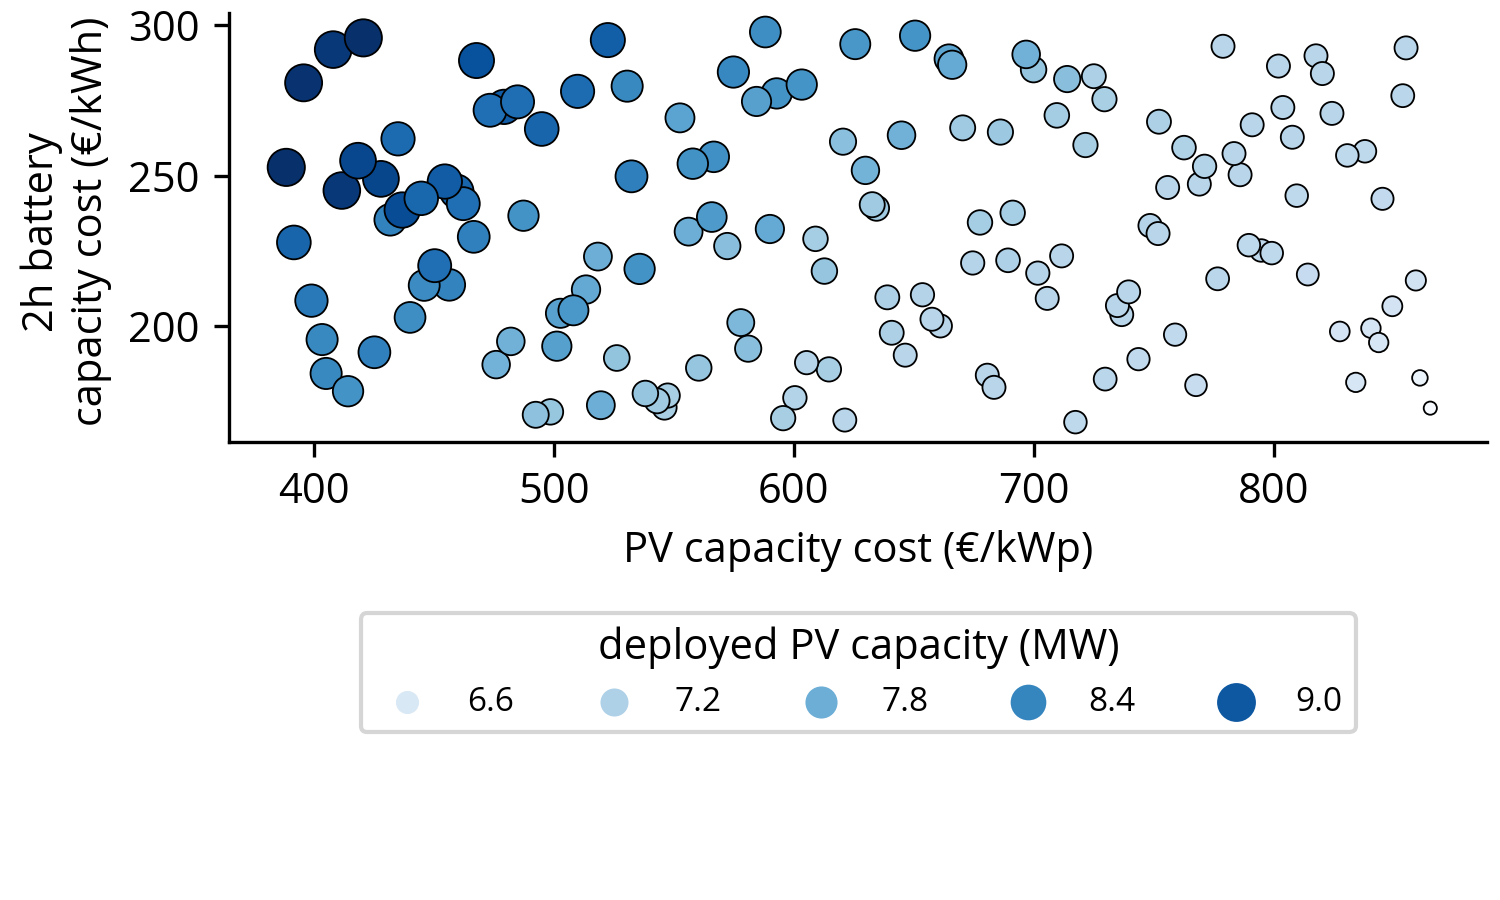 2h battery
capacity cost (€/kWh)
300
250
200
400 500 600 700 800
PV capacity cost (€/kWp)
deployed PV capacity (MW)
6.6 7.2 7.8 8.4 9.0